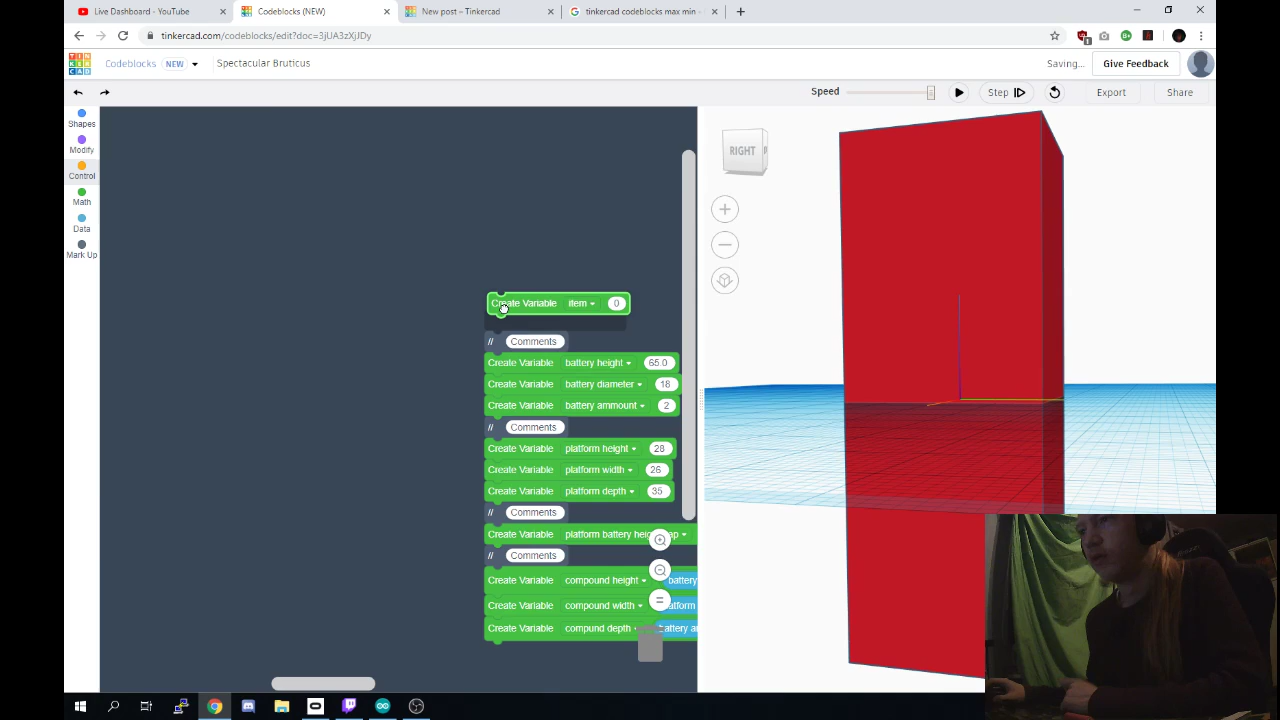 Live Dashboard - YouTube
Codeblocks (NEW)
New post – Tinkercad
tinkercad codeblocks max min -
tinkercad.com/codeblocks/edit?doc=3jUA3zXjJDy
TIN
KER
CAD
Codeblocks NEW
Spectacular Bruticus
Saving...
Give Feedback
Speed
Step
Export
Share
Shapes
Modify
Control
Math
Data
Mark Up
RIGHT
Create Variable item 0
// Comments
Create Variable battery height 65.0
Create Variable battery diameter 18
Create Variable battery ammount 2
// Comments
Create Variable platform height 28
Create Variable platform width 26
Create Variable platform depth 35
// Comments
Create Variable platform battery
// Comments
Create Variable compound height battery
Create Variable compound width
Create Variable compund depth